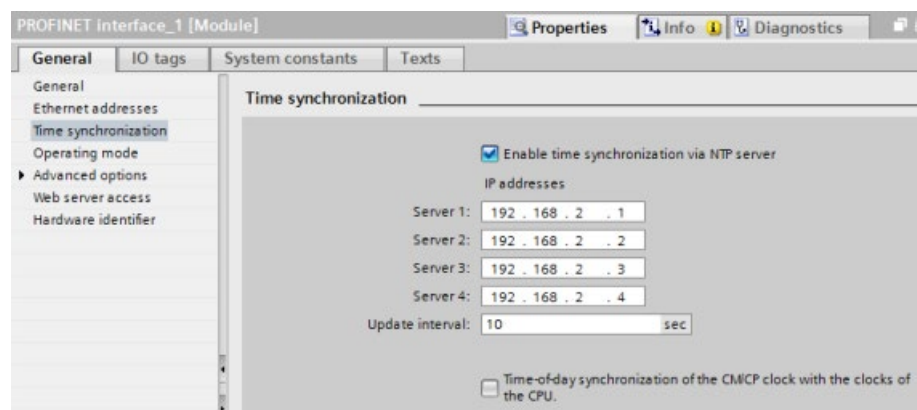 PROFINET interface_1 [Module]
Properties
Info
Diagnostics
General
IO tags
System constants
Texts
General
Ethernet addresses
Time synchronization
Operating mode
Advanced options
Web server access
Hardware identifier
Time synchronization
Enable time synchronization via NTP server
IP addresses
Server 1: 192 . 168 . 2 . 1
Server 2: 192 . 168 . 2 . 2
Server 3: 192 . 168 . 2 . 3
Server 4: 192 . 168 . 2 . 4
Update interval: 10 sec
Time-of-day synchronization of the CM/CP clock with the clocks of
the CPU.